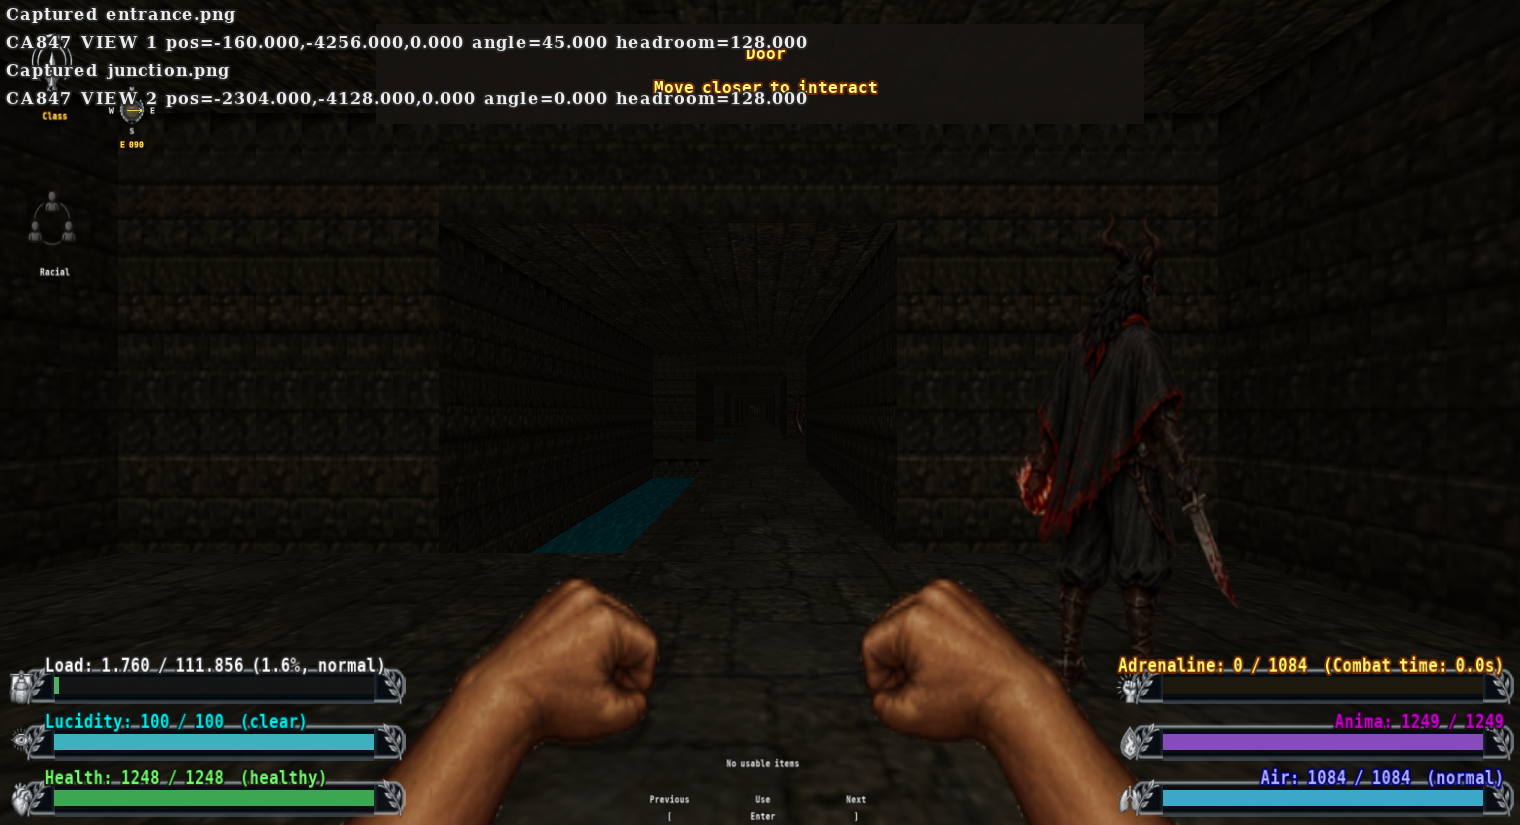 Captured entrance.png
CA847 VIEW 1 pos=-160.000,-4256.000,0.000 angle=45.000 headroom=128.000
Door
Captured junction.png
Move closer to interact
CA847 VIEW 2 pos=-2304.000,-4128.000,0.000 angle=0.000 headroom=128.000
Class
W E
S
E 090
Racial
Load: 1.760 / 111.856 (1.6%, normal)
Lucidity: 100 / 100 (clear)
Health: 1248 / 1248 (healthy)
Adrenaline: 0 / 1084 (Combat time: 0.0s)
Anima: 1249 / 1249
Air: 1084 / 1084 (normal)
No usable items
Previous Use Next
[ Enter ]